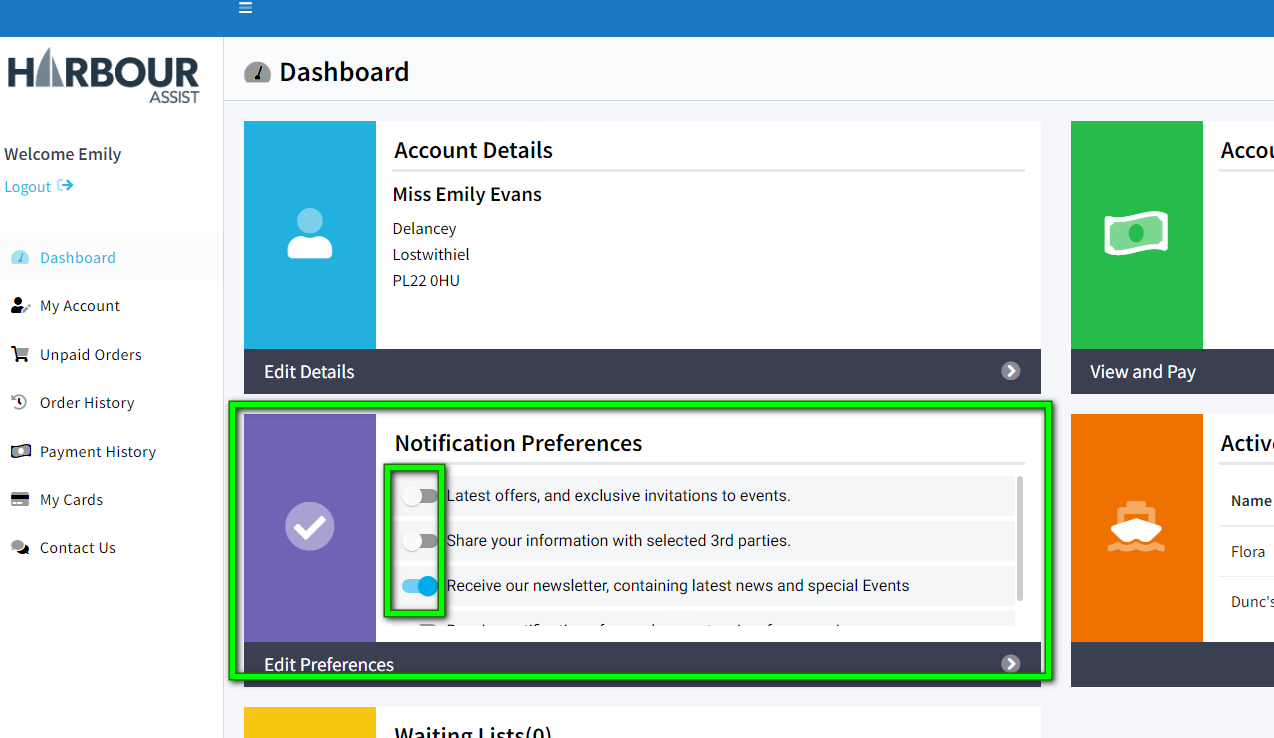 HARBOUR
ASSIST
Welcome Emily
Logout
Dashboard
My Account
Unpaid Orders
Order History
Payment History
My Cards
Contact Us
Dashboard
Account Details
Miss Emily Evans
Delancey
Lostwithiel
PL22 0HU
Edit Details
Accou
View and Pay
Notification Preferences
Latest offers, and exclusive invitations to events.
Share your information with selected 3rd parties.
Receive our newsletter, containing latest news and special Events
Edit Preferences
Active
Name
Flora
Dunc's
Waiting Lists(0)